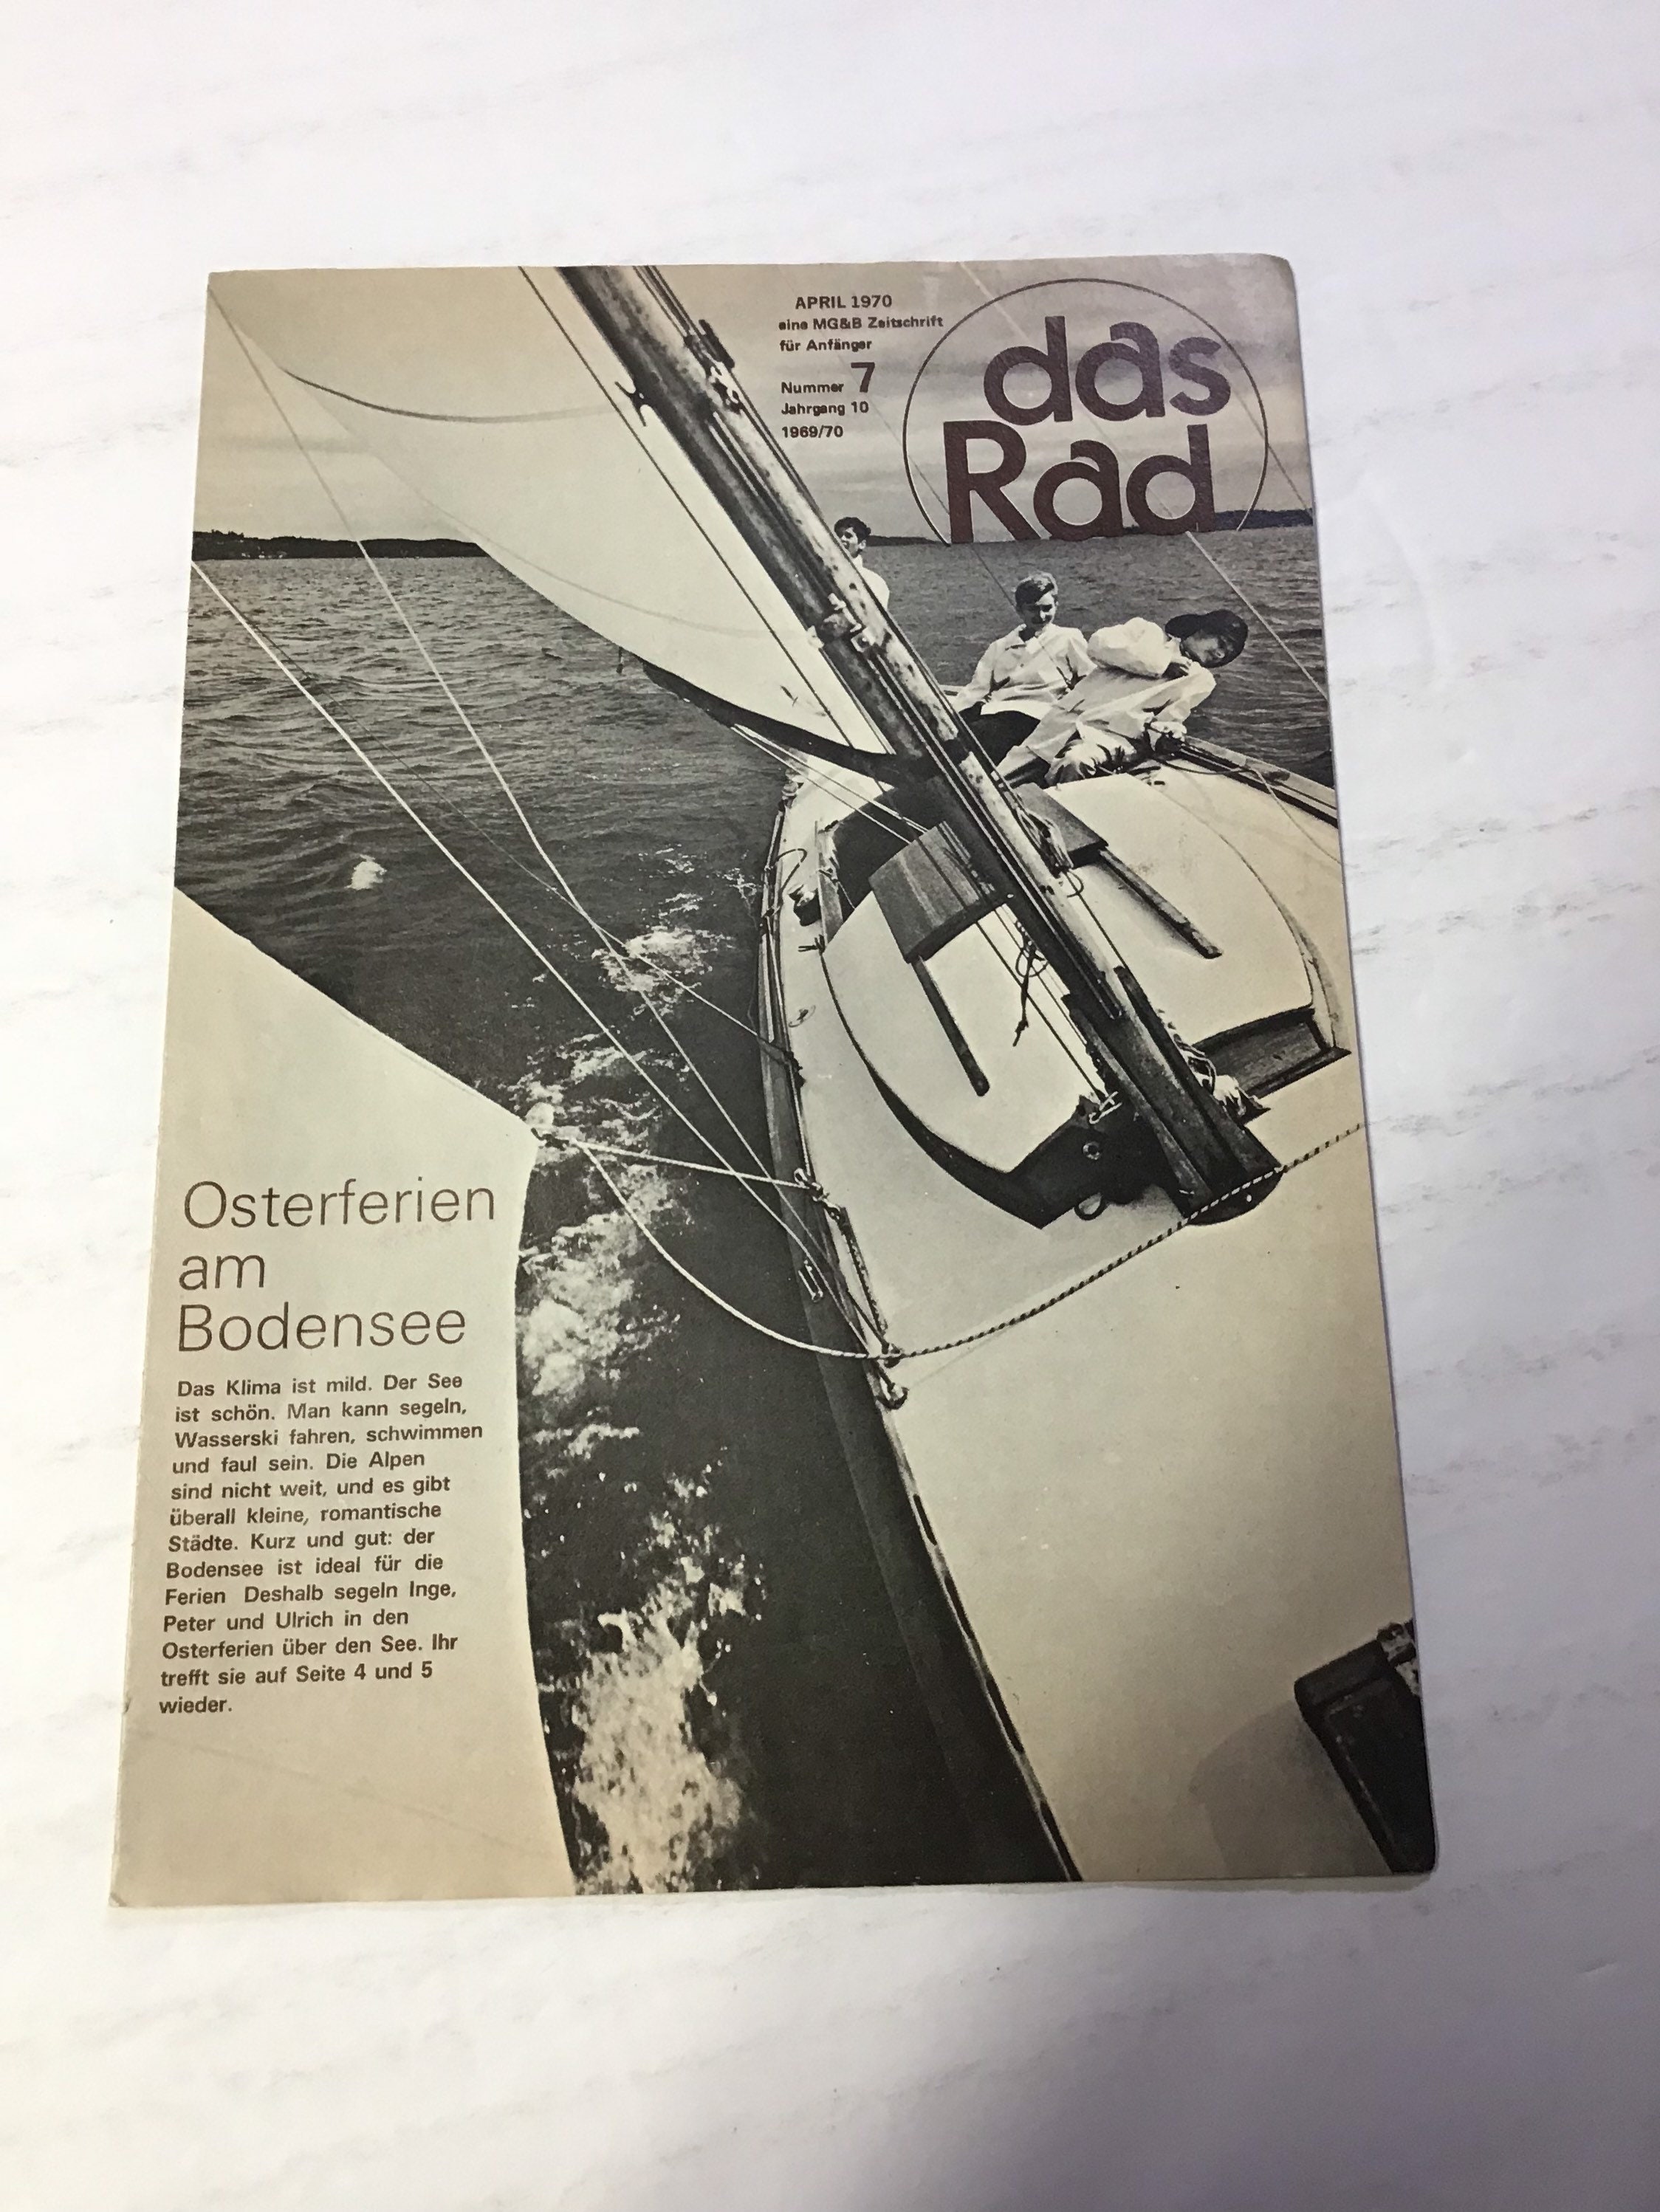 APRIL 1970
eine MG&B Zeitschrift
für Anfänger
Nummer 7
Jahrgang 10
1969/70
das
Rad
Osterferien
am
Bodensee
Das Klima ist mild. Der See
ist schön. Man kann segeln,
Wasserski fahren, schwimmen
und faul sein. Die Alpen
sind nicht weit, und es gibt
überall kleine, romantische
Städte. Kurz und gut: der
Bodensee ist ideal für die
Ferien Deshalb segeln Inge,
Peter und Ulrich in den
Osterferien über den See. Ihr
trefft sie auf Seite 4 und 5
wieder.